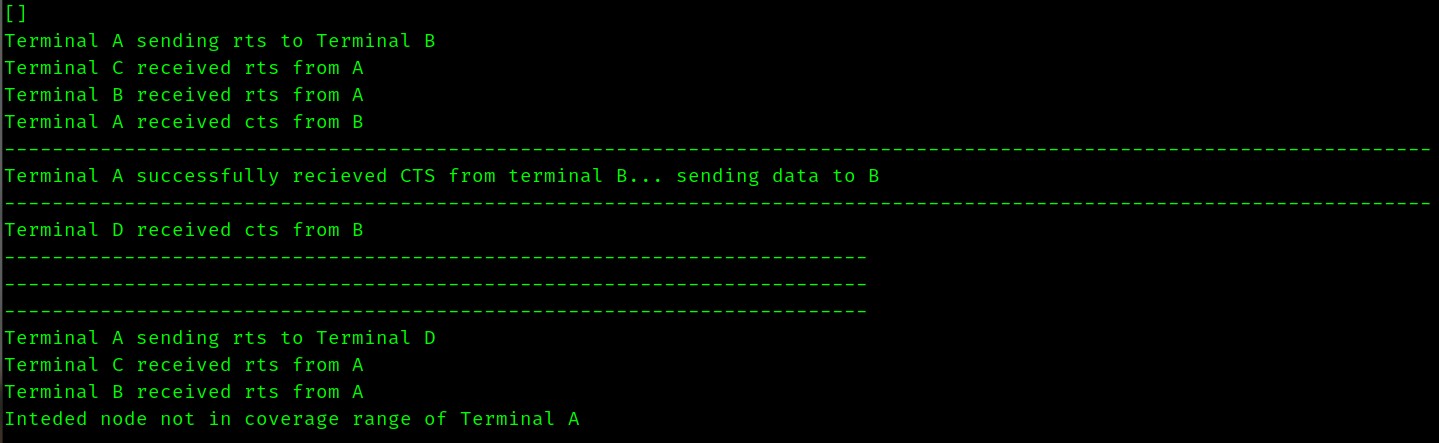 []
Terminal A sending rts to Terminal B
Terminal C received rts from A
Terminal B received rts from A
Terminal A received cts from B
-----------------------------------------------------------------------------------------------------------------------
Terminal A successfully recieved CTS from terminal B... sending data to B
-----------------------------------------------------------------------------------------------------------------------
Terminal D received cts from B
------------------------------------------------------------------------
------------------------------------------------------------------------
------------------------------------------------------------------------
Terminal A sending rts to Terminal D
Terminal C received rts from A
Terminal B received rts from A
Inteded node not in coverage range of Terminal A